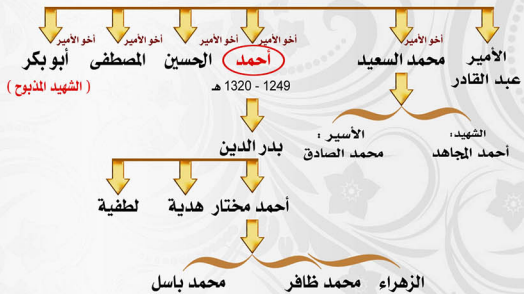 أخو الأمير أخو الأمير أخو الأمير أخو الأمير أخو الأمير
الأمير عبد القادر
محمد السعيد
أحمد
الحسين
المصطفى
أبو بكر
1249 - 1320 هـ
( الشهيد المذبوح )
الشهيد: الأسير:
أحمد المجاهد محمد الصادق
بدر الدين
أحمد مختار هدية لطفية
الزهراء محمد ظافر محمد باسل